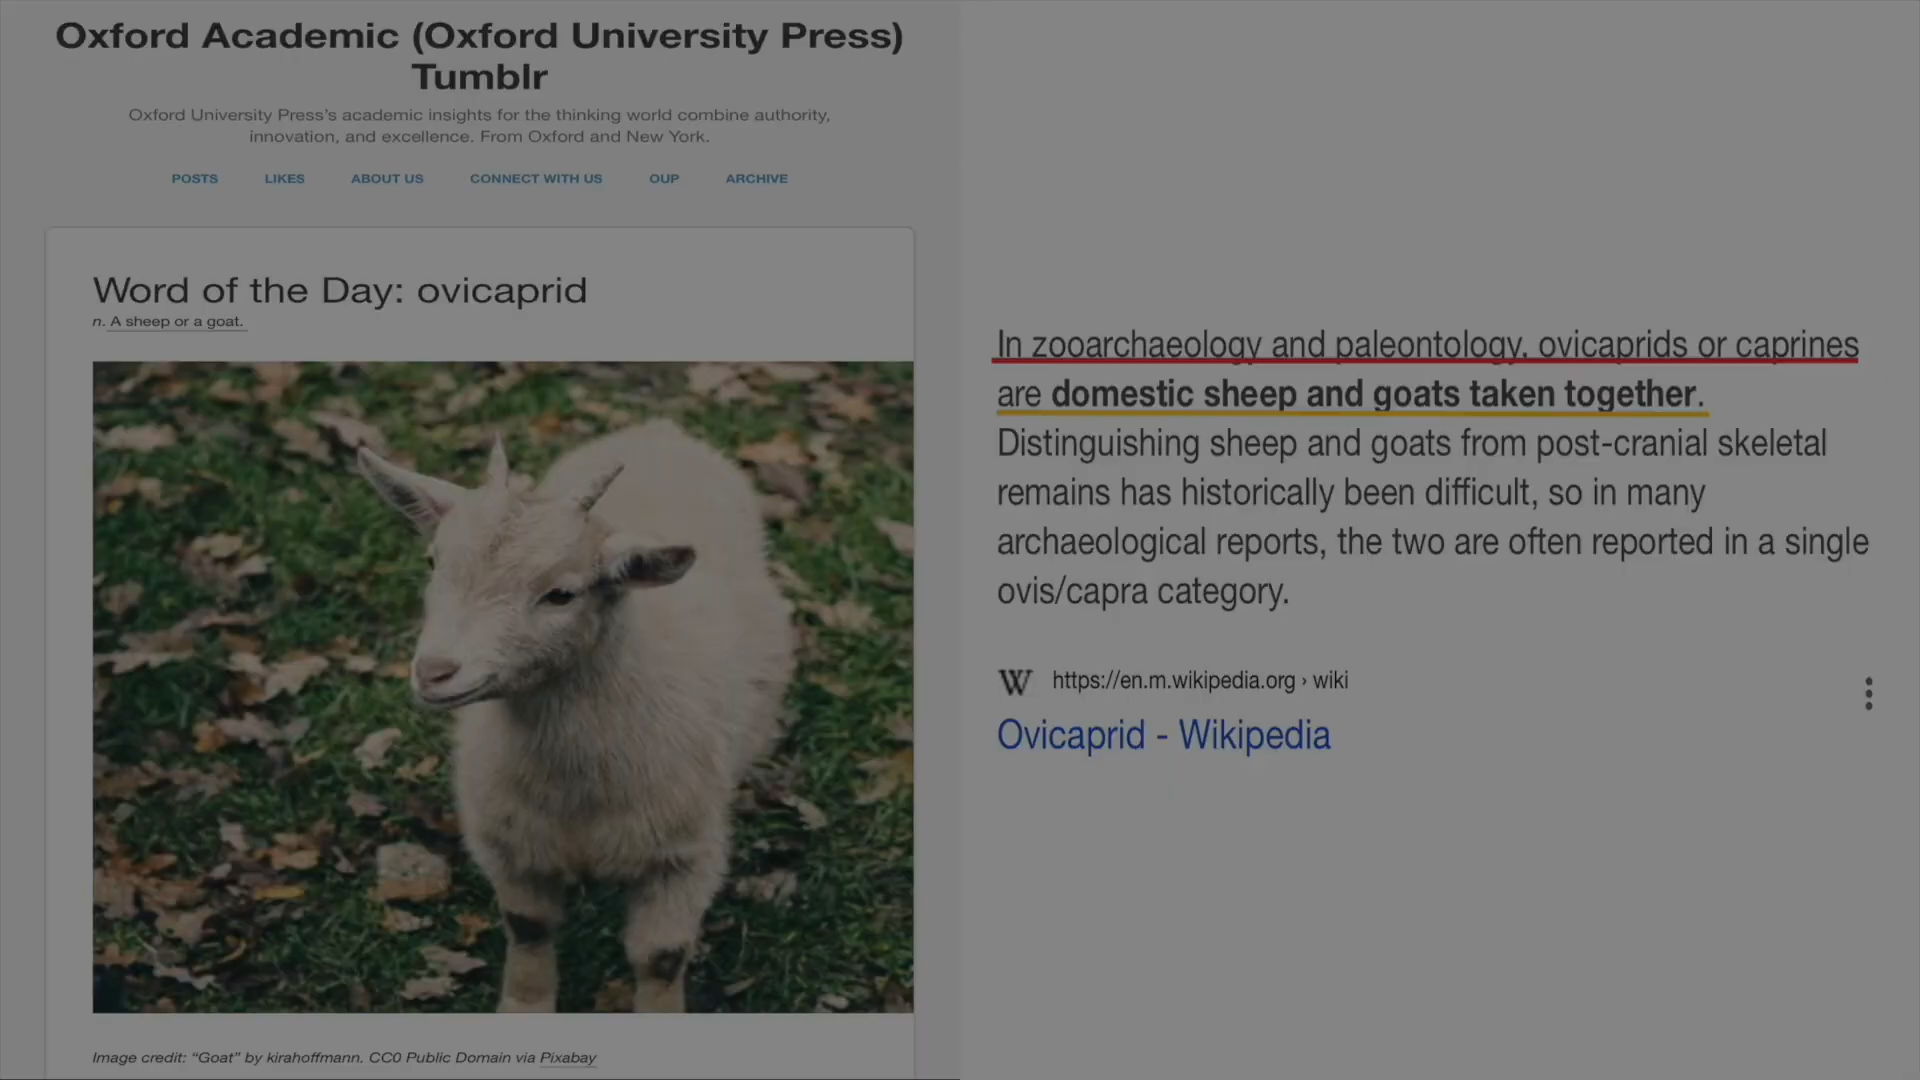 Oxford Academic (Oxford University Press)
Tumblr
Oxford University Press's academic insights for the thinking world combine authority,
innovation, and excellence. From Oxford and New York.
POSTS LIKES ABOUT US CONNECT WITH US OUP ARCHIVE
Word of the Day: ovicaprid
n. A sheep or a goat.
Image credit: “Goat” by kirahoffmann. CC0 Public Domain via Pixabay
In zooarchaeology and paleontology, ovicaprids or caprines
are domestic sheep and goats taken together.
Distinguishing sheep and goats from post-cranial skeletal
remains has historically been difficult, so in many
archaeological reports, the two are often reported in a single
ovis/capra category.
W https://en.m.wikipedia.org › wiki
Ovicaprid - Wikipedia